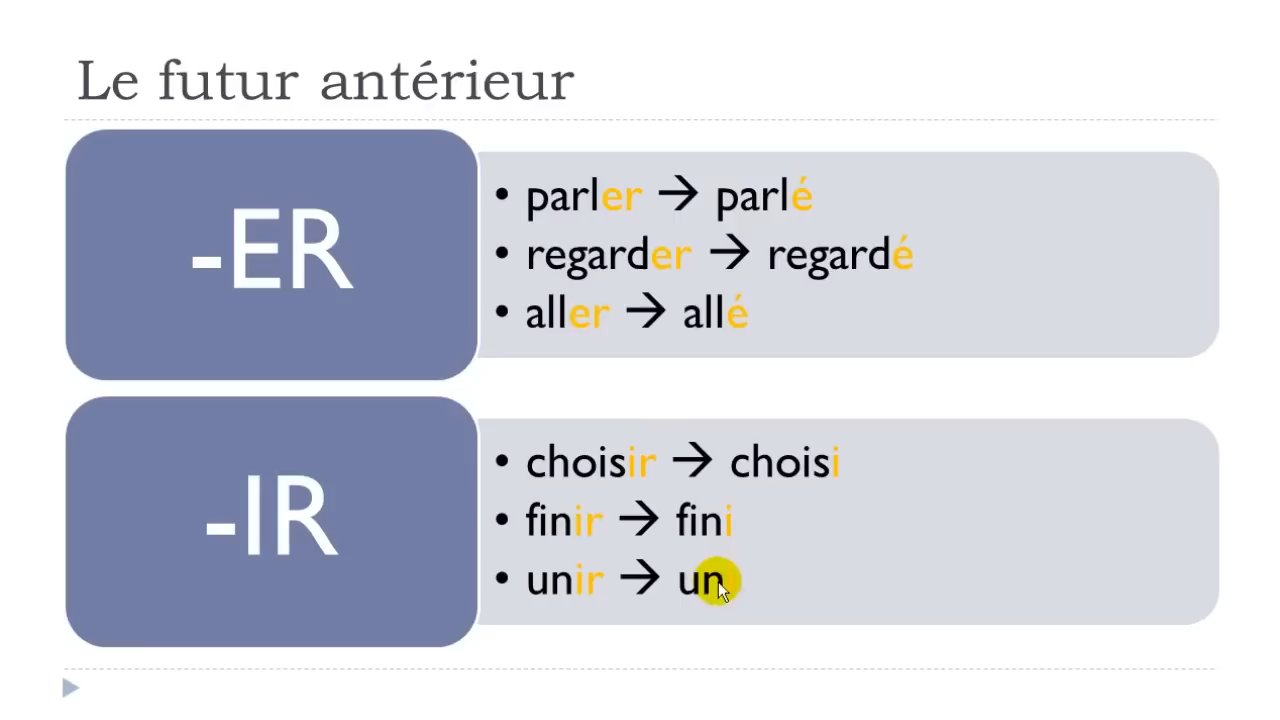 Le futur antérieur
-ER
• parler → parlé
• regarder → regardé
• aller → allé
-IR
• choisir → choisi
• finir → fini
• unir → un